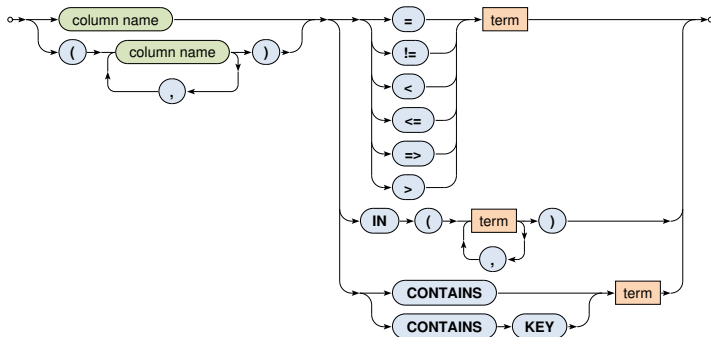 column name = term
( column name ) !=
, <
<=
=>
>
IN ( term )
,
CONTAINS term
CONTAINS KEY